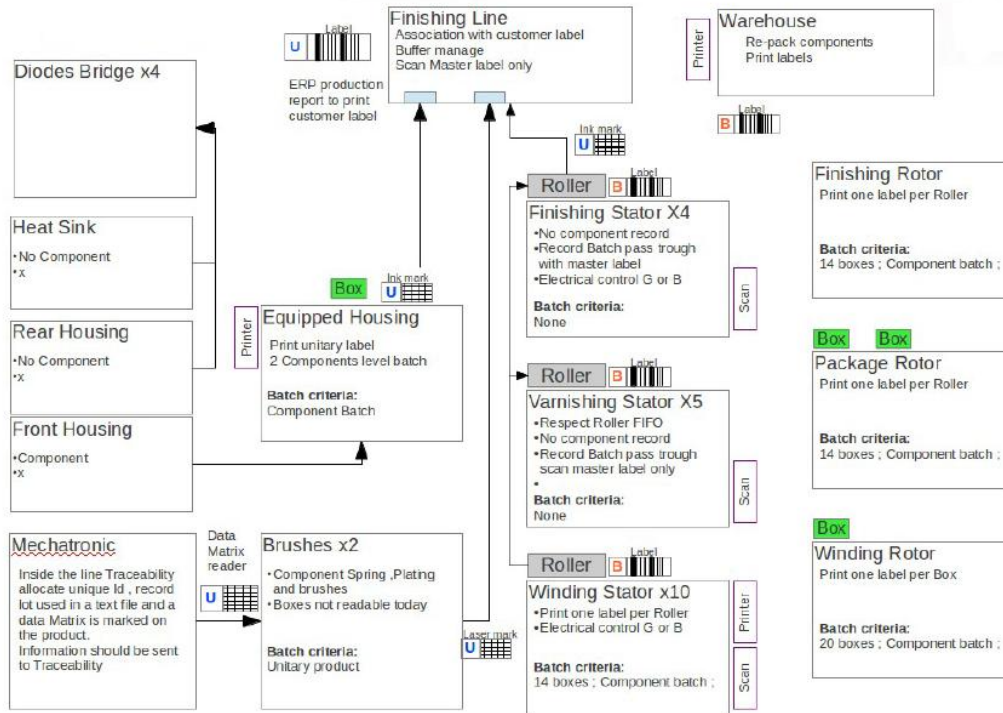 Label
U
ERP production
report to print
customer label
Finishing Line
Association with customer label
Buffer manage
Scan Master label only
Printer
Warehouse
Re-pack components
Print labels
Label
B
Diodes Bridge x4
Ink mark
U
Roller
Label
B
Finishing Stator X4
•No component record
•Record Batch pass trough
with master label
•Electrical control G or B
Batch criteria:
None
Scan
Finishing Rotor
Print one label per Roller
Batch criteria:
14 boxes ; Component batch ;
Heat Sink
•No Component
•x
Rear Housing
•No Component
•x
Front Housing
•Component
•x
Box
Ink mark
U
Printer
Equipped Housing
Print unitary label
2 Components level batch
Batch criteria:
Component Batch
Roller
Label
B
Varnishing Stator X5
•Respect Roller FIFO
•No component record
•Record Batch pass trough
scan master label only
•
Batch criteria:
None
Scan
Box
Box
Package Rotor
Print one label per Roller
Batch criteria:
14 boxes ; Component batch ;
Mechatronic
Inside the line Traceability
allocate unique Id , record
lot used in a text file and a
data Matrix is marked on
the product.
Information should be sent
to Traceability
Data
Matrix
reader
U
Brushes x2
•Component Spring ,Plating
and brushes
•Boxes not readable today
Batch criteria:
Unitary product
Laser mark
U
Roller
Label
B
Winding Stator x10
•Print one label per Roller
•Electrical control G or B
Batch criteria:
14 boxes ; Component batch ;
Printer
Scan
Box
Winding Rotor
Print one label per Box
Batch criteria:
20 boxes ; Component batch ;